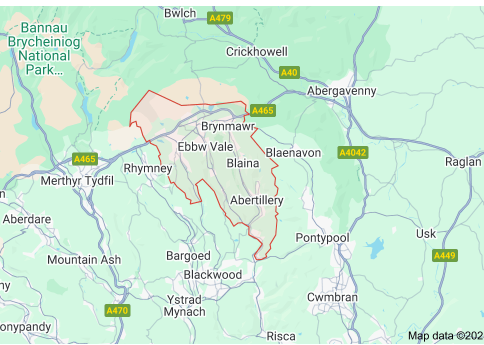 Bwlch
A479
Bannau
Brycheiniog
National
Park...
Crickhowell
A40
Abergavenny
A465
Brynmawr
Ebbw Vale
Blaina
Blaenavon
A4042
A465
Rhymney
Merthyr Tydfil
Raglan
Abertillery
Aberdare
Usk
Pontypool
Bargoed
A449
Mountain Ash
Blackwood
Ystrad
Mynach
Cwmbran
A470
onypandy
Risca
Map data ©202